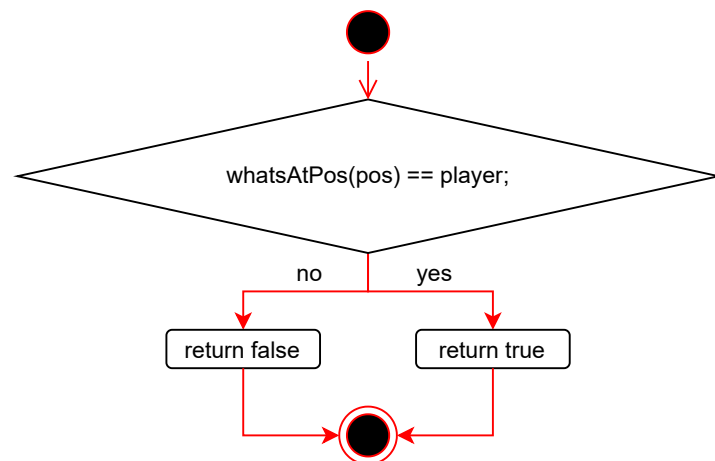 whatsAtPos(pos) == player;
no
yes
return false
return true